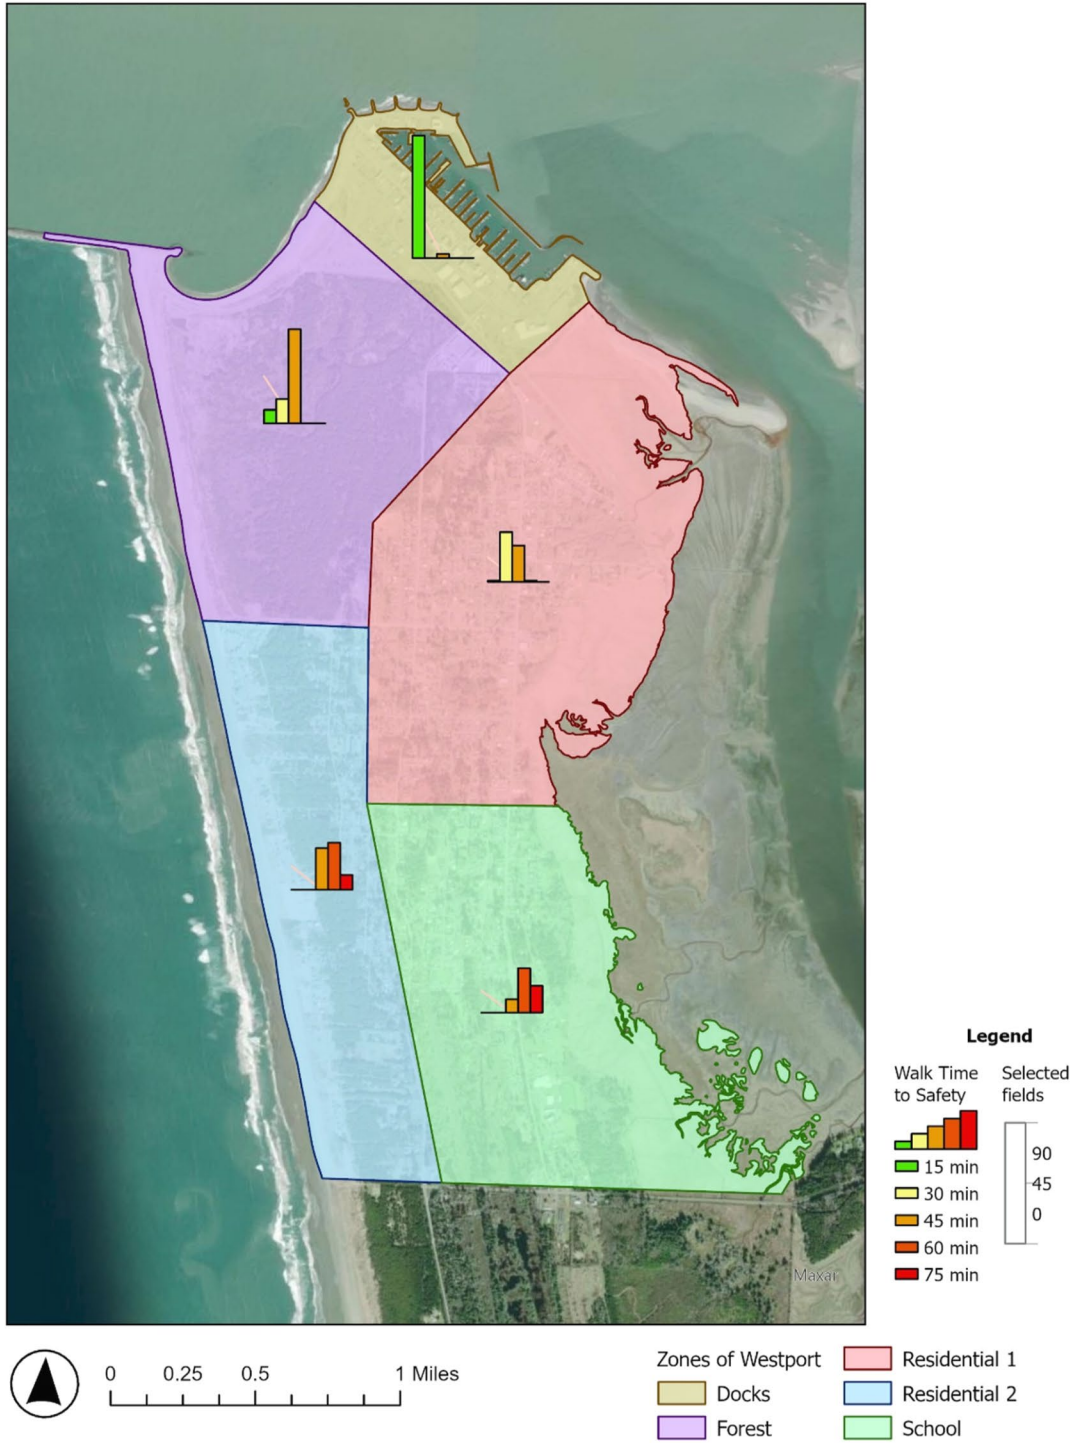 Legend
Walk Time
to Safety
15 min
30 min
45 min
60 min
75 min
Selected
fields
90
45
0
Maxar
0 0.25 0.5 1 Miles
Zones of Westport
Docks
Forest
Residential 1
Residential 2
School